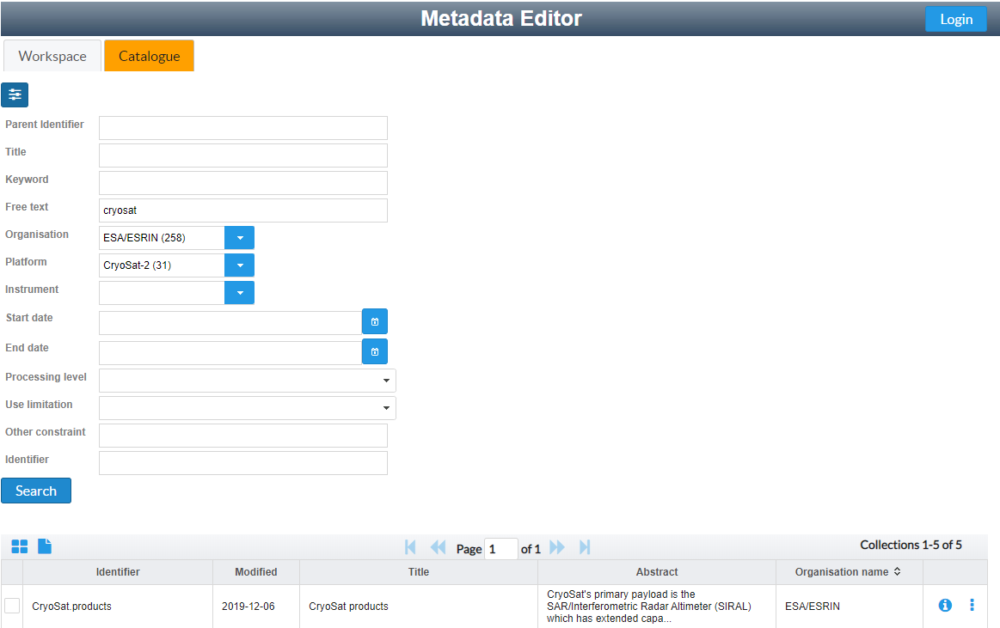 Metadata Editor
Login
Workspace
Catalogue
Parent Identifier
Title
Keyword
Free text cryosat
Organisation ESA/ESRIN (258)
Platform CryoSat-2 (31)
Instrument
Start date
End date
Processing level
Use limitation
Other constraint
Identifier
Search
Page 1 of 1
Collections 1-5 of 5
Identifier Modified Title Abstract Organisation name
CryoSat.products 2019-12-06 CryoSat products
CryoSat's primary payload is the
SAR/Interferometric Radar Altimeter (SIRAL)
which has extended capa...
ESA/ESRIN